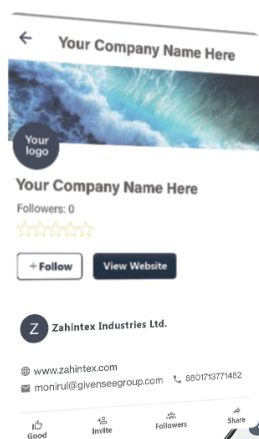 Your Company Name Here
Your
logo
Your Company Name Here
Followers: 0
+Follow
View Website
Z Zahintex Industries Ltd.
www.zahintex.com
monirul@givenseegroup.com 8801713771482
Good Invite Followers Share